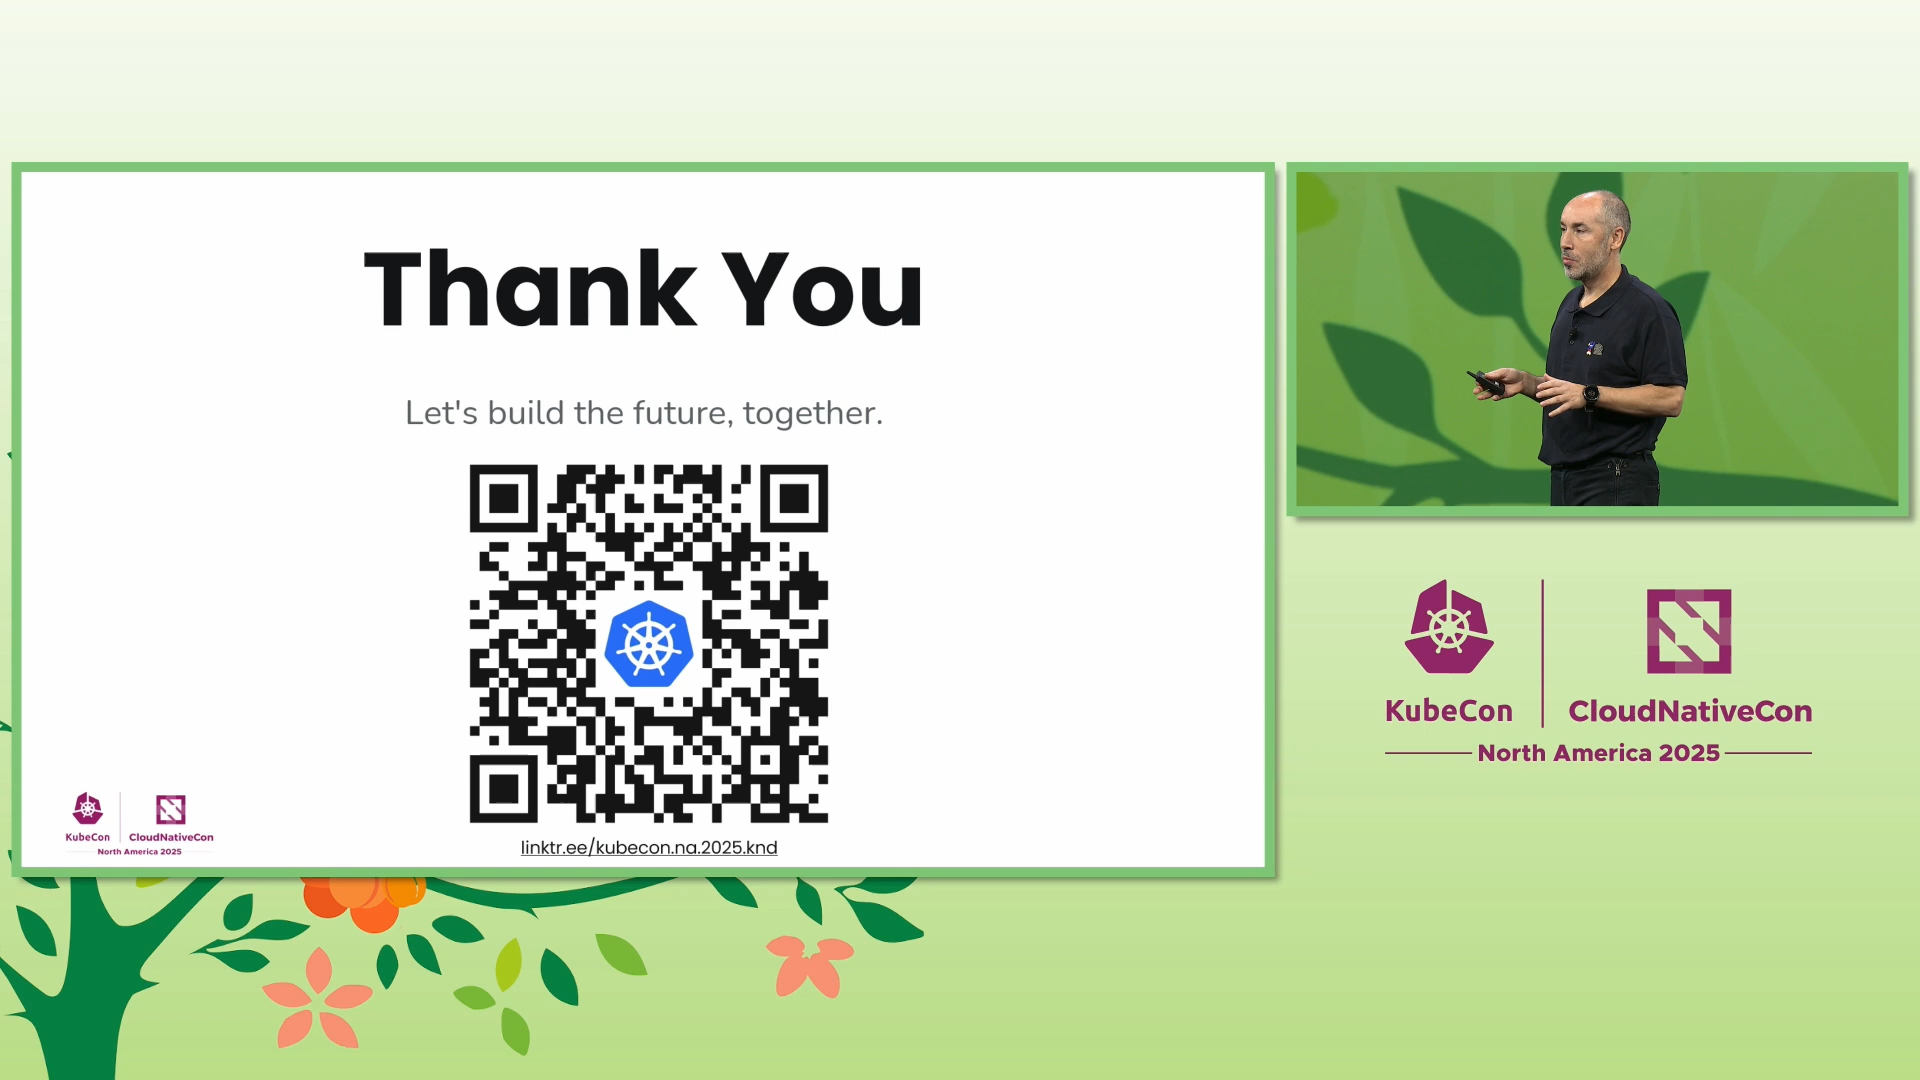 Thank You
Let's build the future, together.
linktr.ee/kubecon.na.2025.knd
KubeCon
CloudNativeCon
North America 2025
KubeCon
CloudNativeCon
North America 2025